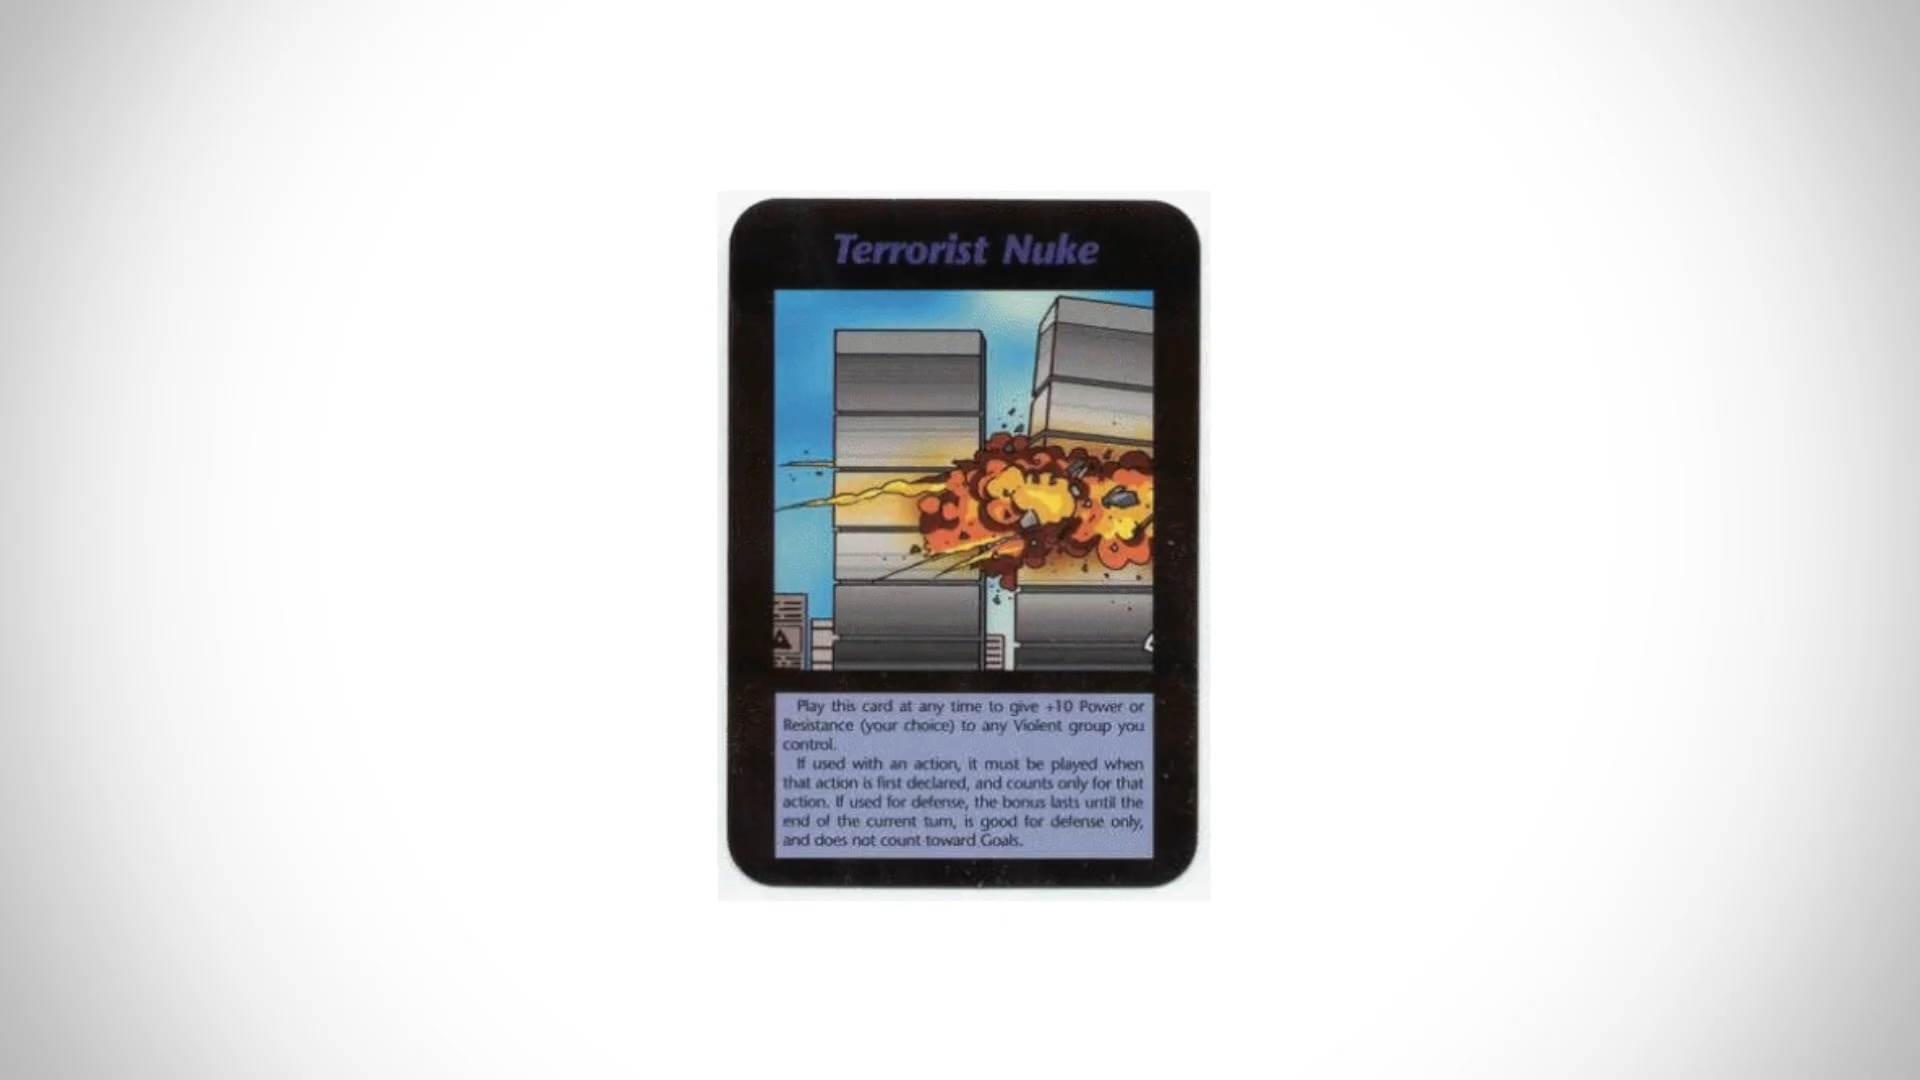 Terrorist Nuke
Play this card at any time to give +10 Power or
Resistance (your choice) to any Violent group you
control.
If used with an action, it must be played when
that action is first declared, and counts only for that
action. If used for defense, the bonus lasts until the
end of the current turn, is good for defense only,
and does not count toward Goals.